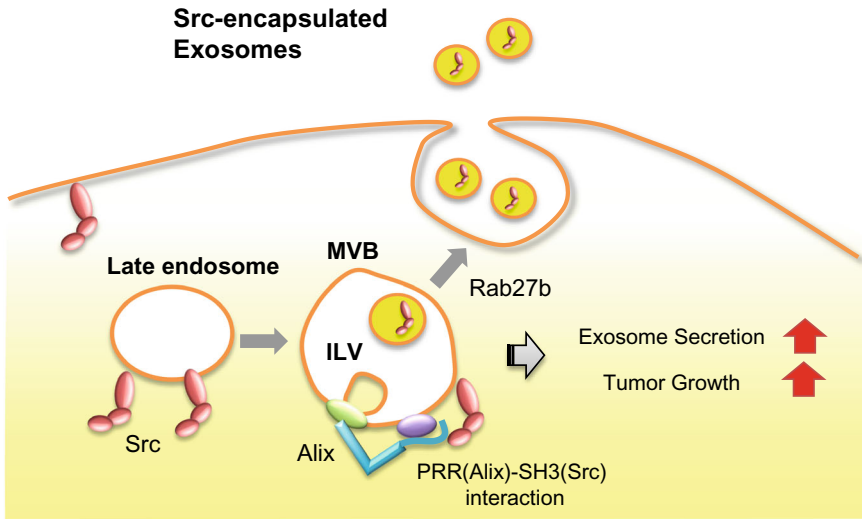 Src-encapsulated
Exosomes
Late endosome
MVB
Rab27b
ILV
Exosome Secretion
Tumor Growth
Src
Alix
PRR(Alix)-SH3(Src)
interaction